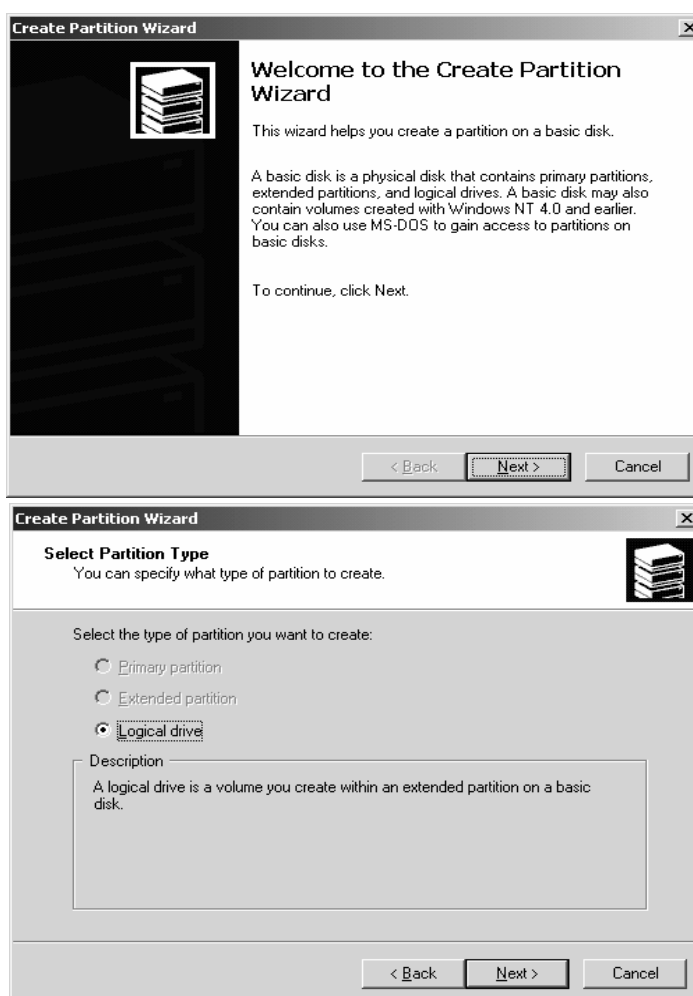 Create Partition Wizard
Welcome to the Create Partition
Wizard
This wizard helps you create a partition on a basic disk.
A basic disk is a physical disk that contains primary partitions,
extended partitions, and logical drives. A basic disk may also
contain volumes created with Windows NT 4.0 and earlier.
You can also use MS-DOS to gain access to partitions on
basic disks.
To continue, click Next.
< Back Next > Cancel
Create Partition Wizard
Select Partition Type
You can specify what type of partition to create.
Select the type of partition you want to create:
Primary partition
Extended partition
Logical drive
Description
A logical drive is a volume you create within an extended partition on a basic
disk.
< Back Next > Cancel